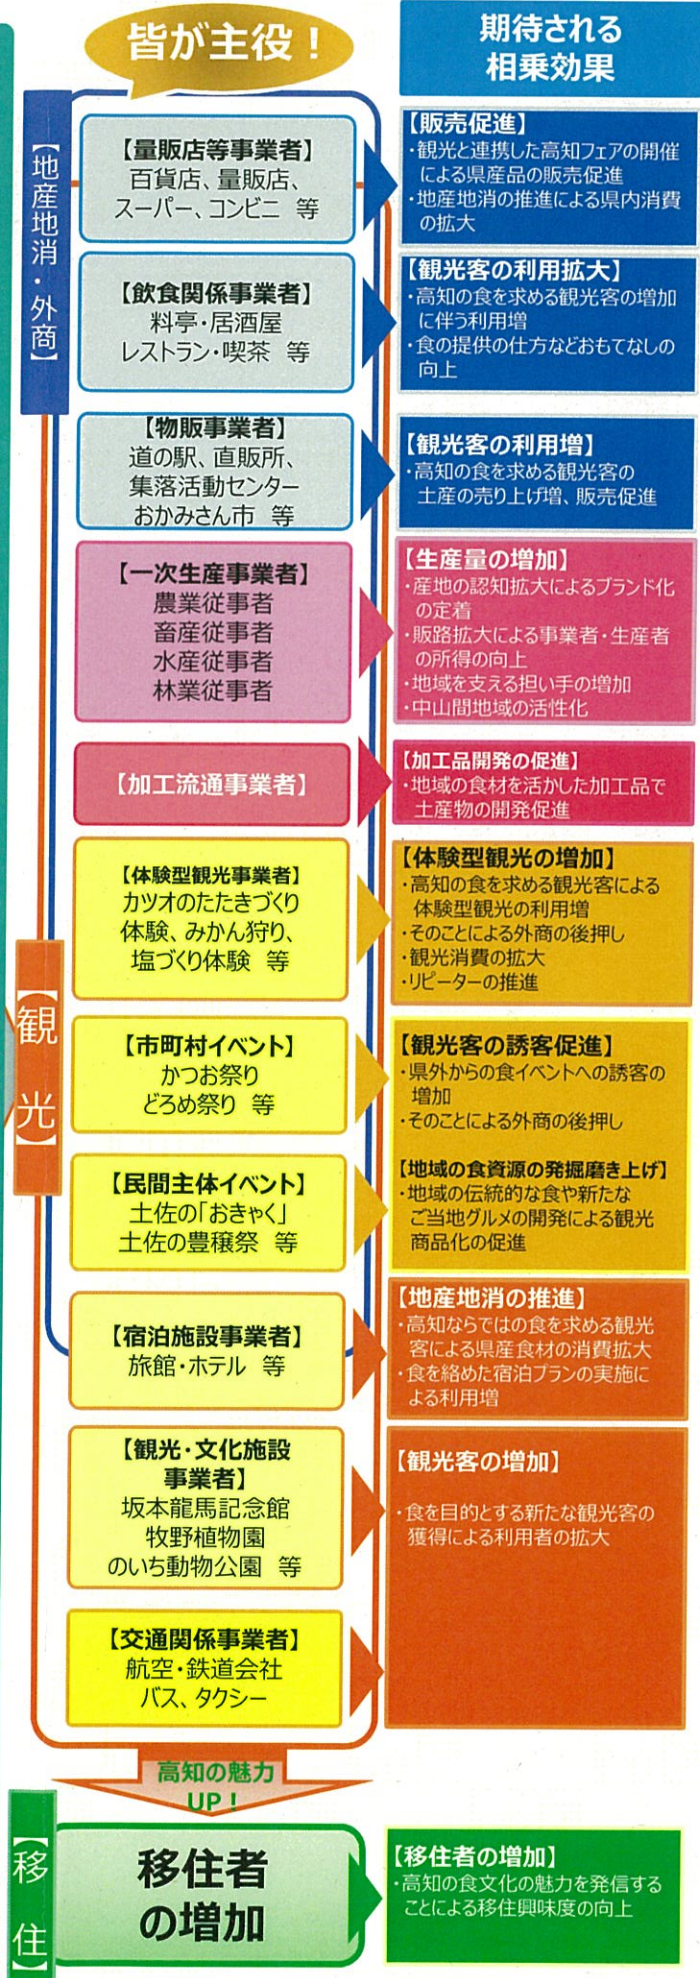 皆が主役！
期待される
相乗効果
【地産地消・外商】
【量販店等事業者】
百貨店、量販店、
スーパー、コンビニ 等
【販売促進】
・観光と連携した高知フェアの開催
による県産品の販売促進
・地産地消の推進による県内消費
の拡大
【飲食関係事業者】
料亭・居酒屋
レストラン・喫茶 等
【観光客の利用拡大】
・高知の食を求める観光客の増加
に伴う利用増
・食の提供の仕方などおもてなしの
向上
【物販事業者】
道の駅、直販所、
集落活動センター
おかみさん市 等
【観光客の利用増】
・高知の食を求める観光客の
土産の売り上げ増、販売促進
【一次生産事業者】
農業従事者
畜産従事者
水産従事者
林業従事者
【生産量の増加】
・産地の認知拡大によるブランド化
の定着
・販路拡大による事業者・生産者
の所得の向上
・地域を支える担い手の増加
・中山間地域の活性化
【加工流通事業者】
【加工品開発の促進】
・地域の食材を活かした加工品で
土産物の開発促進
【観光】
【体験型観光事業者】
カツオのたたきづくり
体験、みかん狩り、
塩づくり体験 等
【体験型観光の増加】
・高知の食を求める観光客による
体験型観光の利用増
・そのことによる外商の後押し
・観光消費の拡大
・リピーターの推進
【市町村イベント】
かつお祭り
どろめ祭り 等
【観光客の誘客促進】
・県外からの食イベントへの誘客の
増加
・そのことによる外商の後押し
【民間主体イベント】
土佐の「おきゃく」
土佐の豊穣祭 等
【地域の食資源の発掘磨き上げ】
・地域の伝統的な食や新たな
ご当地グルメの開発による観光
商品化の促進
【宿泊施設事業者】
旅館・ホテル 等
【地産地消の推進】
・高知ならではの食を求める観光
客による県産食材の消費拡大
・食を絡めた宿泊プランの実施に
よる利用増
【観光・文化施設
事業者】
坂本龍馬記念館
牧野植物園
のいち動物公園 等
【観光客の増加】
・食を目的とする新たな観光客の
獲得による利用者の拡大
【交通関係事業者】
航空・鉄道会社
バス、タクシー
高知の魅力
UP！
【移住】
移住者
の増加
【移住者の増加】
・高知の食文化の魅力を発信する
ことによる移住興味度の向上